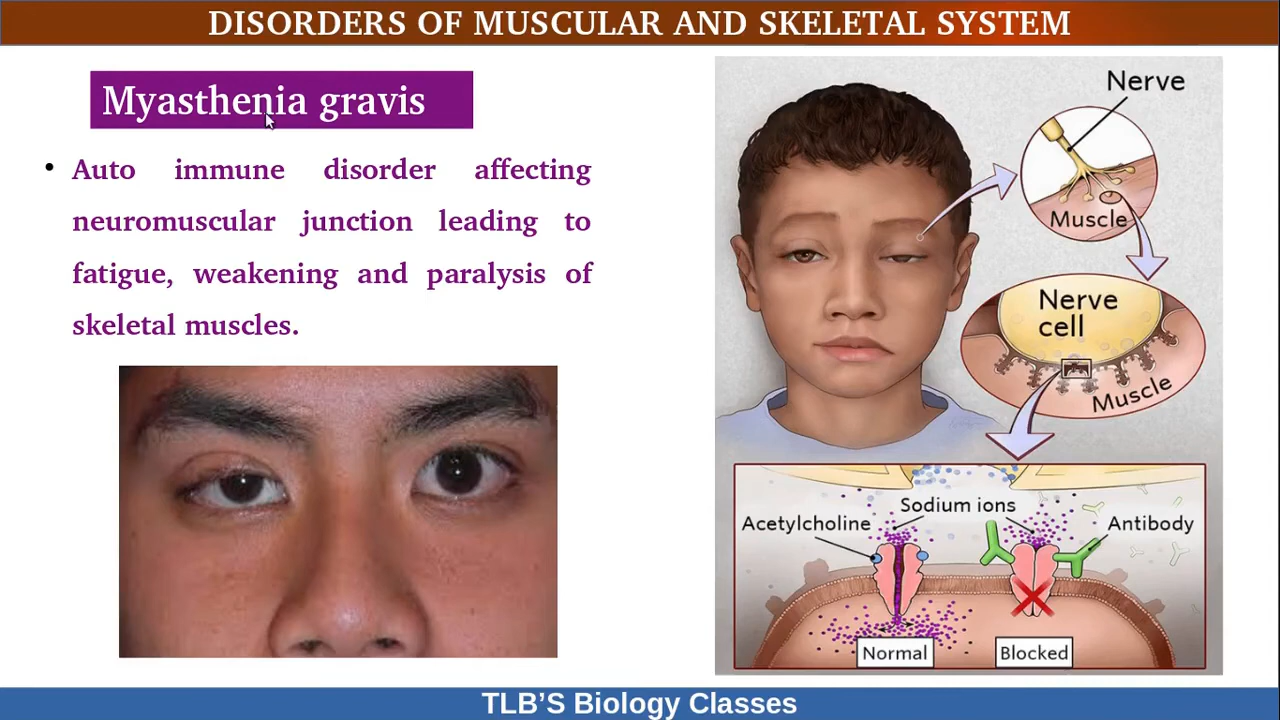 DISORDERS OF MUSCULAR AND SKELETAL SYSTEM
Myasthenia gravis
• Auto immune disorder affecting
neuromuscular junction leading to
fatigue, weakening and paralysis of
skeletal muscles.
Nerve
Muscle
Nerve
cell
Muscle
Sodium ions
Acetylcholine
Antibody
Normal
Blocked
TLB'S Biology Classes